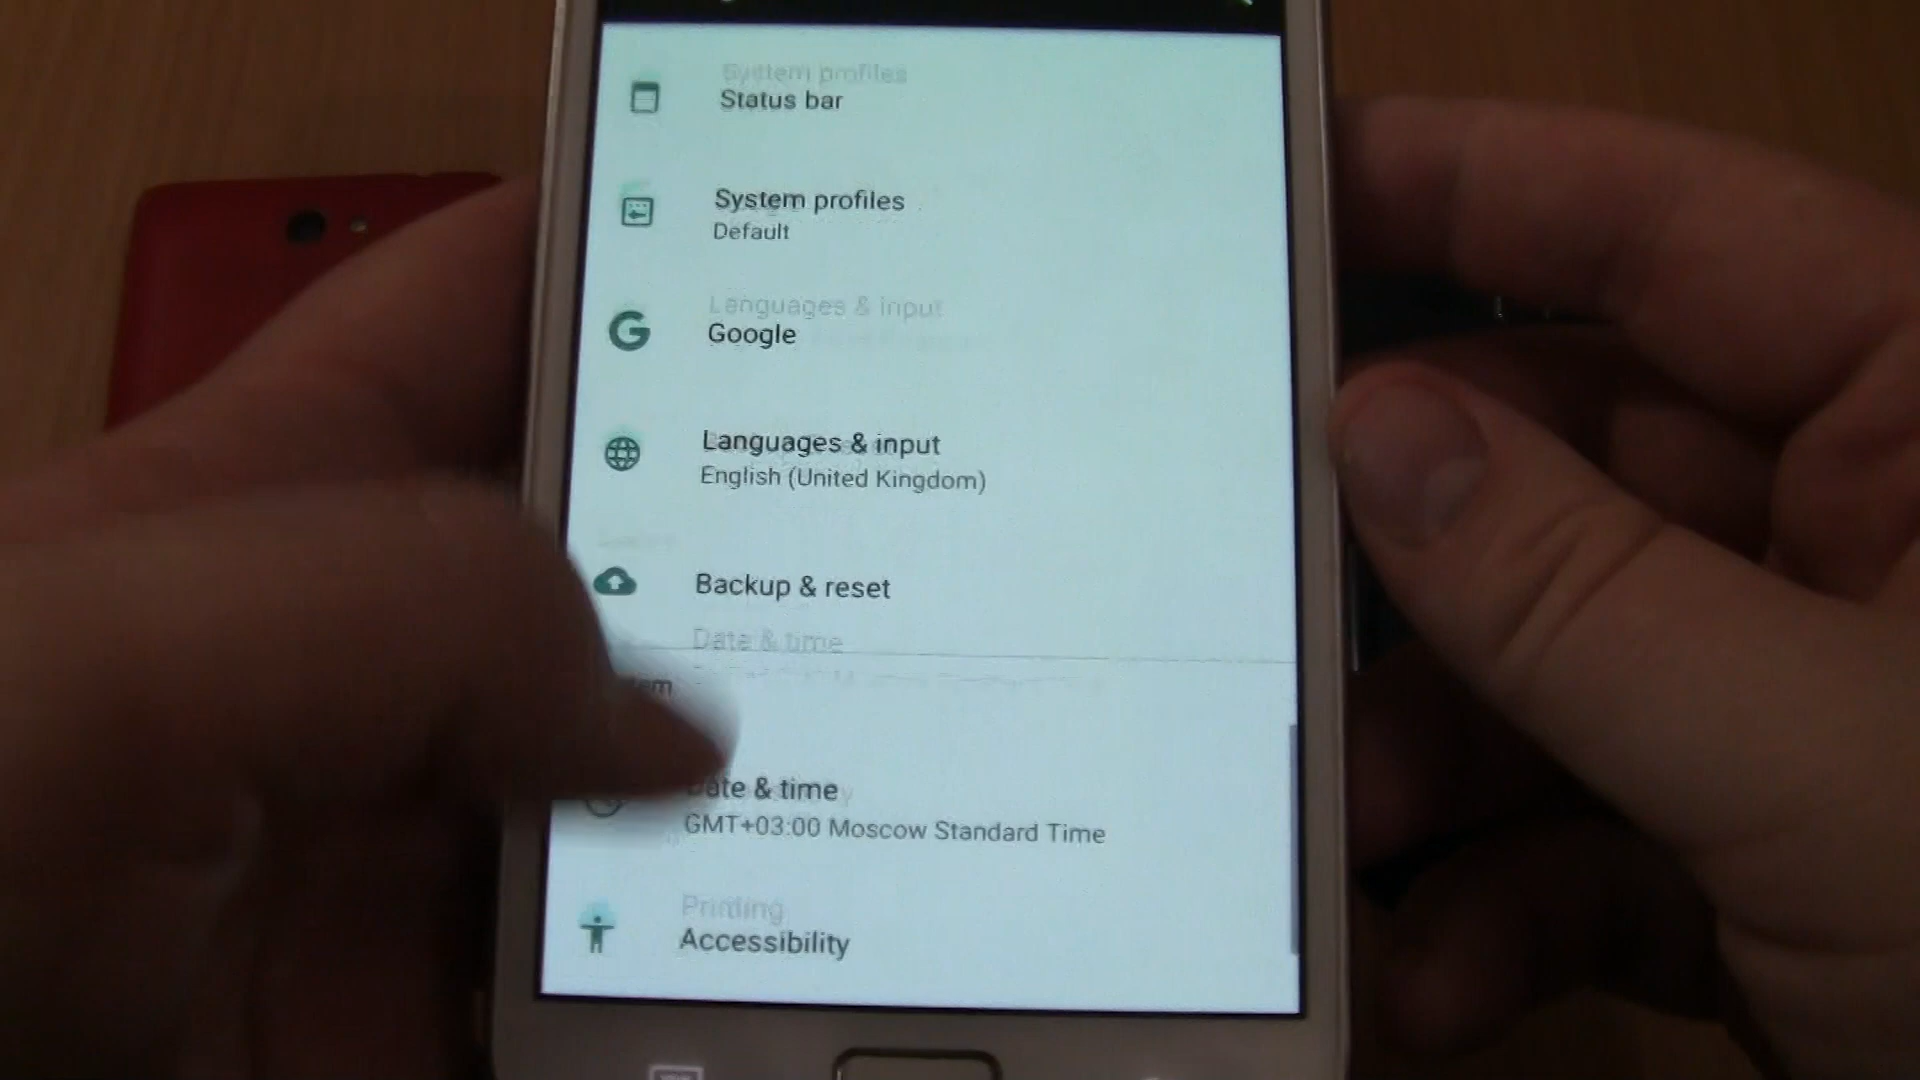 System profiles
Status bar
System profiles
Default
Languages & input
Google
Languages & input
English (United Kingdom)
Backup & reset
Date & time
Date & time
GMT+03:00 Moscow Standard Time
Printing
Accessibility